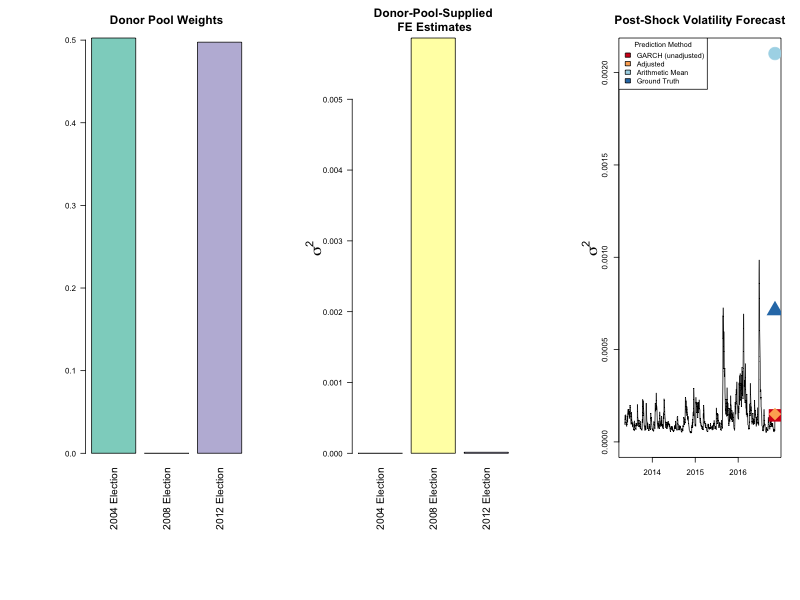 Donor Pool Weights
0.5
0.4
0.3
0.2
0.1
0.0
2004 Election
2008 Election
2012 Election
Donor-Pool-Supplied
FE Estimates
σ²
0.005
0.004
0.003
0.002
0.001
0.000
2004 Election
2008 Election
2012 Election
Post-Shock Volatility Forecast
Prediction Method
GARCH (unadjusted)
Adjusted
Arithmetic Mean
Ground Truth
σ²
0.0020
0.0015
0.0010
0.0005
0.0000
2014
2015
2016